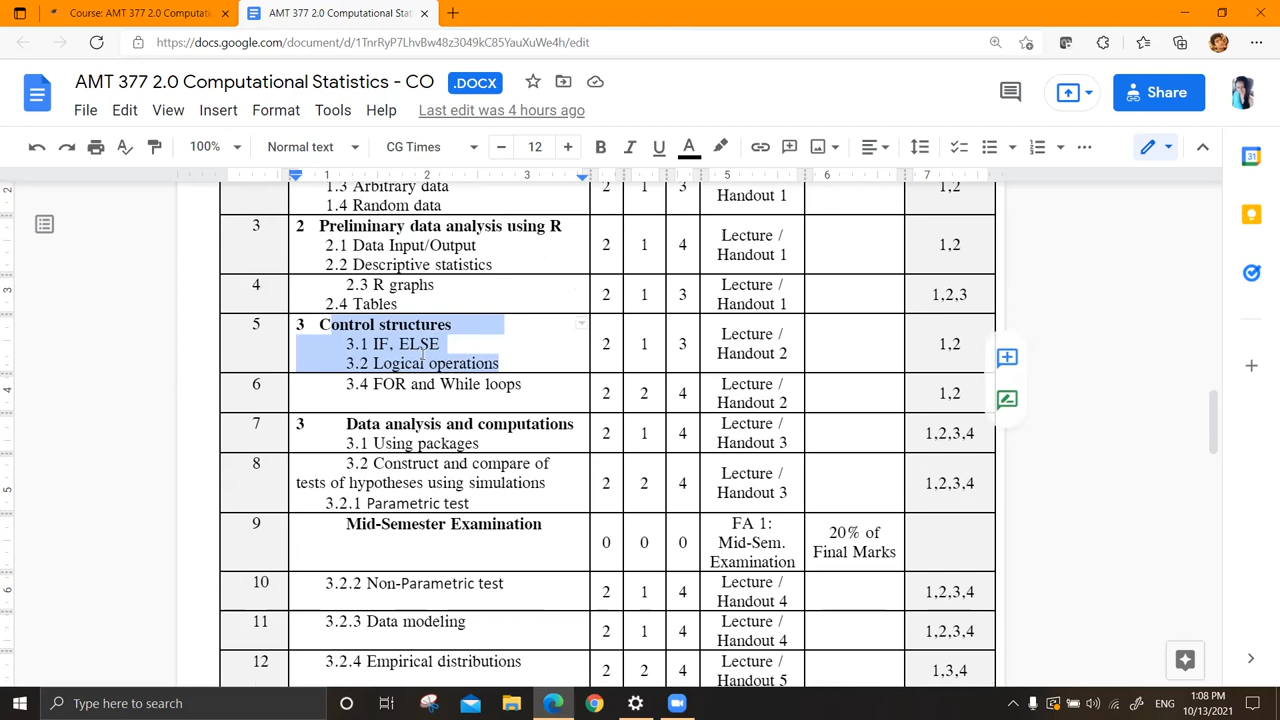 Course: AMT 377 2.0 Computati
AMT 377 2.0 Computational Stat
https://docs.google.com/document/d/1TnrRyP7LhvBw48z3049kC85YauXuWe4h/edit
AMT 377 2.0 Computational Statistics - CO
.DOCX
File Edit View Insert Format Tools Help Last edit was 4 hours ago
Share
100% Normal text CG Times 12
1 2 3 5 6 7
1.3 Arbitrary data
1.4 Random data
2 1 3
Handout 1
1,2
3
2 Preliminary data analysis using R
2.1 Data Input/Output
2.2 Descriptive statistics
2 1 4
Lecture /
Handout 1
1,2
4
2.3 R graphs
2.4 Tables
2 1 3
Lecture /
Handout 1
1,2,3
5
3 Control structures
3.1 IF, ELSE
3.2 Logical operations
2 1 3
Lecture /
Handout 2
1,2
6
3.4 FOR and While loops
2 2 4
Lecture /
Handout 2
1,2
7
3 Data analysis and computations
3.1 Using packages
2 1 4
Lecture /
Handout 3
1,2,3,4
8
3.2 Construct and compare of
tests of hypotheses using simulations
3.2.1 Parametric test
2 2 4
Lecture /
Handout 3
1,2,3,4
9
Mid-Semester Examination
0 0 0
FA 1:
Mid-Sem.
Examination
20% of
Final Marks
10
3.2.2 Non-Parametric test
2 1 4
Lecture /
Handout 4
1,2,3,4
11
3.2.3 Data modeling
2 1 4
Lecture /
Handout 4
1,2,3,4
12
3.2.4 Empirical distributions
2 2 4
Lecture /
Handout 5
1,3,4
2
3
4
5
6
31
Type here to search
ENG
1:08 PM
10/13/2021